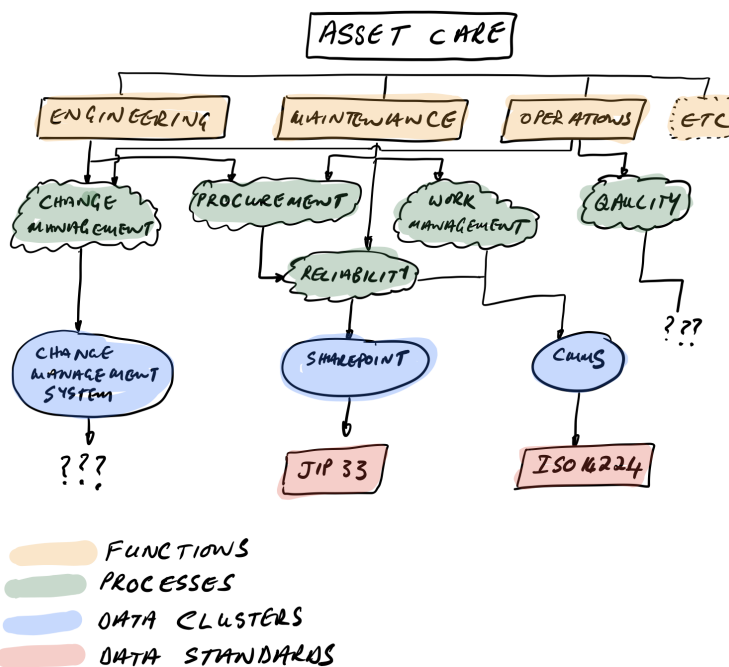 ASSET CARE
ENGINEERING
MAINTENANCE
OPERATIONS
ETC
CHANGE
MANAGEMENT
PROCUREMENT
WORK
MANAGEMENT
QAULITY
RELIABILITY
???
CHANGE
MANAGEMENT
SYSTEM
SHAREPOINT
CMMS
???
JIP 33
ISO 14224
FUNCTIONS
PROCESSES
DATA CLUSTERS
DATA STANDARDS